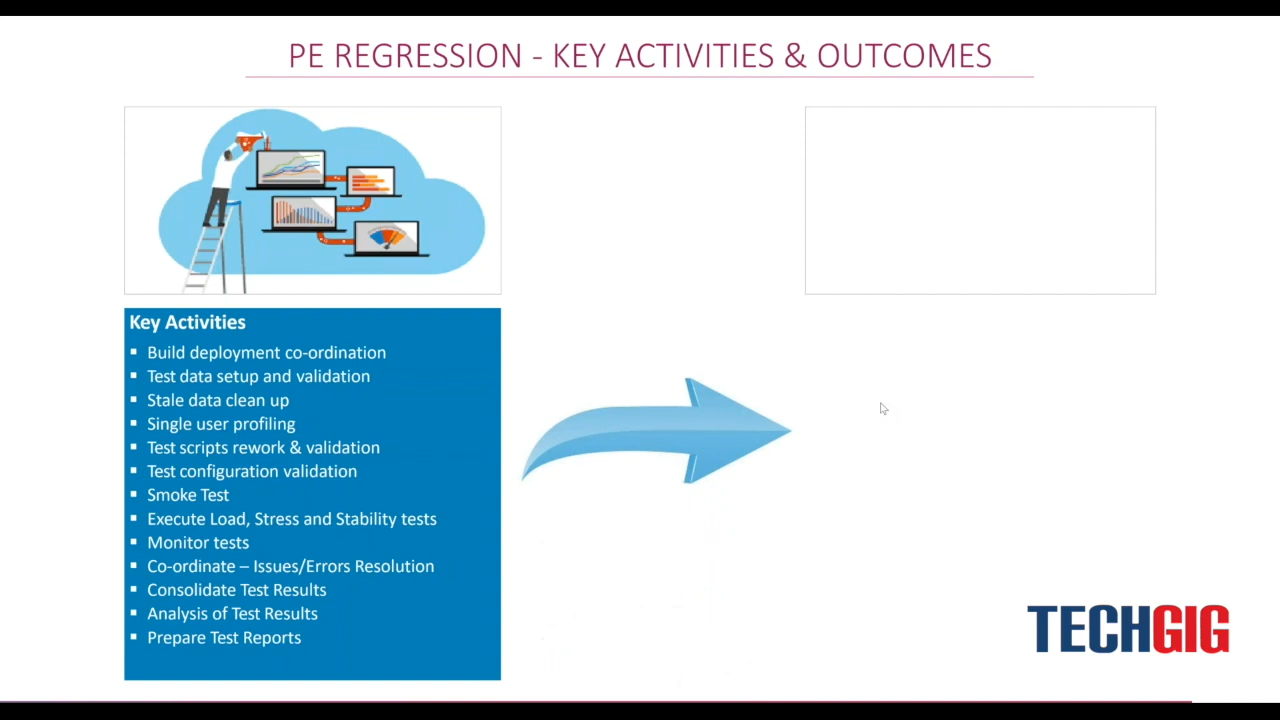 PE REGRESSION - KEY ACTIVITIES & OUTCOMES
Key Activities
▪ Build deployment co-ordination
▪ Test data setup and validation
▪ Stale data clean up
▪ Single user profiling
▪ Test scripts rework & validation
▪ Test configuration validation
▪ Smoke Test
▪ Execute Load, Stress and Stability tests
▪ Monitor tests
▪ Co-ordinate – Issues/Errors Resolution
▪ Consolidate Test Results
▪ Analysis of Test Results
▪ Prepare Test Reports
TECHGIG